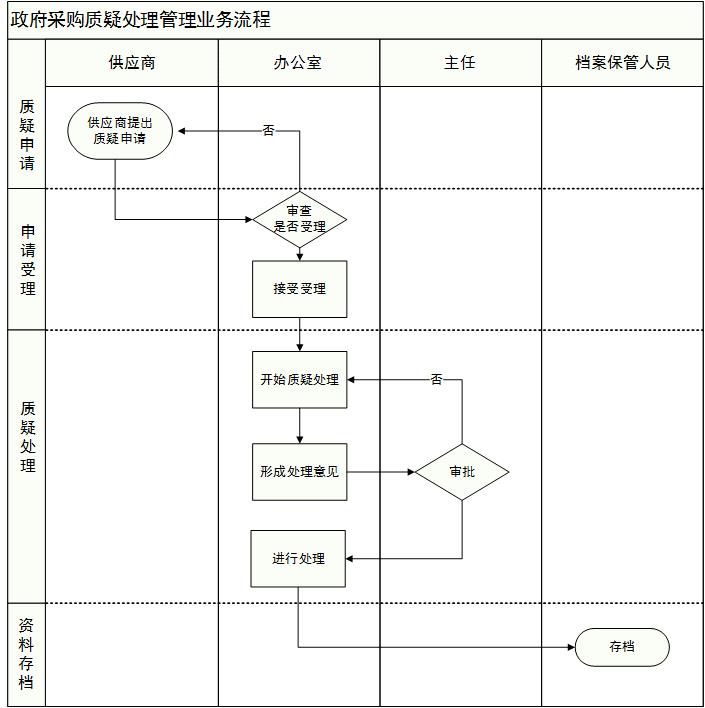 政府采购质疑处理管理业务流程
供应商
办公室
主任
档案保管人员
质疑申请
供应商提出
质疑申请
否
申请受理
审查
是否受理
接受受理
质疑处理
开始质疑处理
否
形成处理意见
审批
进行处理
资料存档
存档